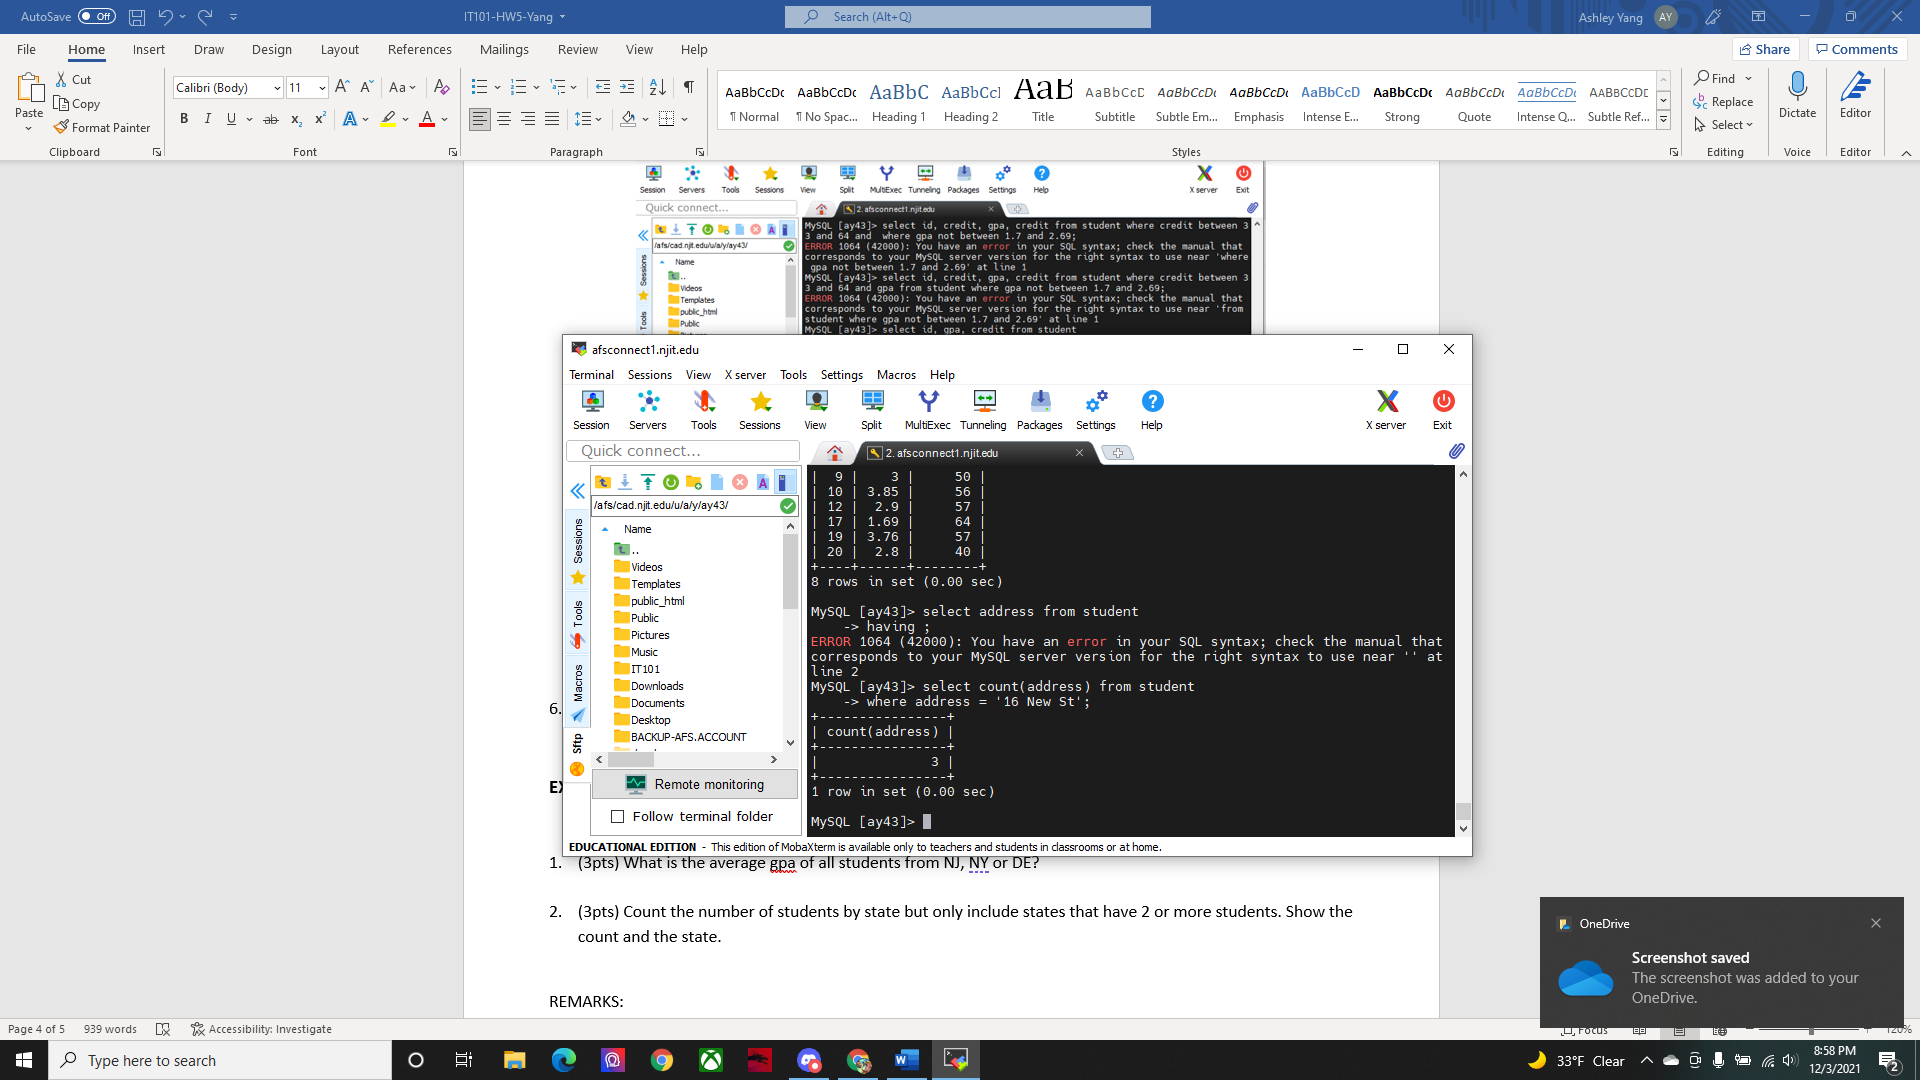 AutoSave Off IT101-HW5-Yang Search (Alt+Q) Ashley Yang AY
File Home Insert Draw Design Layout References Mailings Review View Help Share Comments
Paste Cut Copy Format Painter Clipboard
Calibri (Body) 11 Font
Paragraph
AaBbCcDc AaBbCcDc AaBbC AaBbCcl AaB AaBbCcD AaBbCcDc AaBbCcDc AaBbCcD AaBbCcDc AaBbCcDc AaBbCcDc AABBCCDE
¶ Normal ¶ No Spac... Heading 1 Heading 2 Title Subtitle Subtle Em... Emphasis Intense E... Strong Quote Intense Q... Subtle Ref...
Styles
Find Replace Select Editing
Dictate Voice
Editor Editor
Session Servers Tools Sessions View Split MultiExec Tunneling Packages Settings Help X server Exit
Quick connect... 2. afsconnect1.njit.edu
/afs/cad.njit.edu/u/a/y/ay43/
Name
..
Videos
Templates
public_html
Public
Sessions
Tools
MySQL [ay43]> select id, credit, gpa, credit from student where credit between 3
3 and 64 and  where gpa not between 1.7 and 2.69;
ERROR 1064 (42000): You have an error in your SQL syntax; check the manual that
corresponds to your MySQL server version for the right syntax to use near 'where
 gpa not between 1.7 and 2.69' at line 1
MySQL [ay43]> select id, credit, gpa, credit from student where credit between 3
3 and 64 and gpa from student where gpa not between 1.7 and 2.69;
ERROR 1064 (42000): You have an error in your SQL syntax; check the manual that
corresponds to your MySQL server version for the right syntax to use near 'from
student where gpa not between 1.7 and 2.69' at line 1
MySQL [ay43]> select id, gpa, credit from student
afsconnect1.njit.edu
Terminal Sessions View X server Tools Settings Macros Help
Session Servers Tools Sessions View Split MultiExec Tunneling Packages Settings Help X server Exit
Quick connect... 2. afsconnect1.njit.edu
/afs/cad.njit.edu/u/a/y/ay43/
Name
..
Videos
Templates
public_html
Public
Pictures
Music
IT101
Downloads
Documents
Desktop
BACKUP-AFS.ACCOUNT
Sessions
Tools
Macros
Sftp
Remote monitoring
Follow terminal folder
|  9 |    3 |     50 |
| 10 | 3.85 |     56 |
| 12 |  2.9 |     57 |
| 17 | 1.69 |     64 |
| 19 | 3.76 |     57 |
| 20 |  2.8 |     40 |
+----+------+--------+
8 rows in set (0.00 sec)
MySQL [ay43]> select address from student
    -> having ;
ERROR 1064 (42000): You have an error in your SQL syntax; check the manual that
corresponds to your MySQL server version for the right syntax to use near '' at
line 2
MySQL [ay43]> select count(address) from student
    -> where address = '16 New St';
+----------------+
| count(address) |
+----------------+
|              3 |
+----------------+
1 row in set (0.00 sec)
MySQL [ay43]>
EDUCATIONAL EDITION - This edition of MobaXterm is available only to teachers and students in classrooms or at home.
6.
1. (3pts) What is the average gpa of all students from NJ, NY or DE?
2. (3pts) Count the number of students by state but only include states that have 2 or more students. Show the
count and the state.
REMARKS:
OneDrive
Screenshot saved
The screenshot was added to your
OneDrive.
Page 4 of 5 939 words Accessibility: Investigate Focus 120%
Type here to search 33°F Clear 8:58 PM
12/3/2021 2